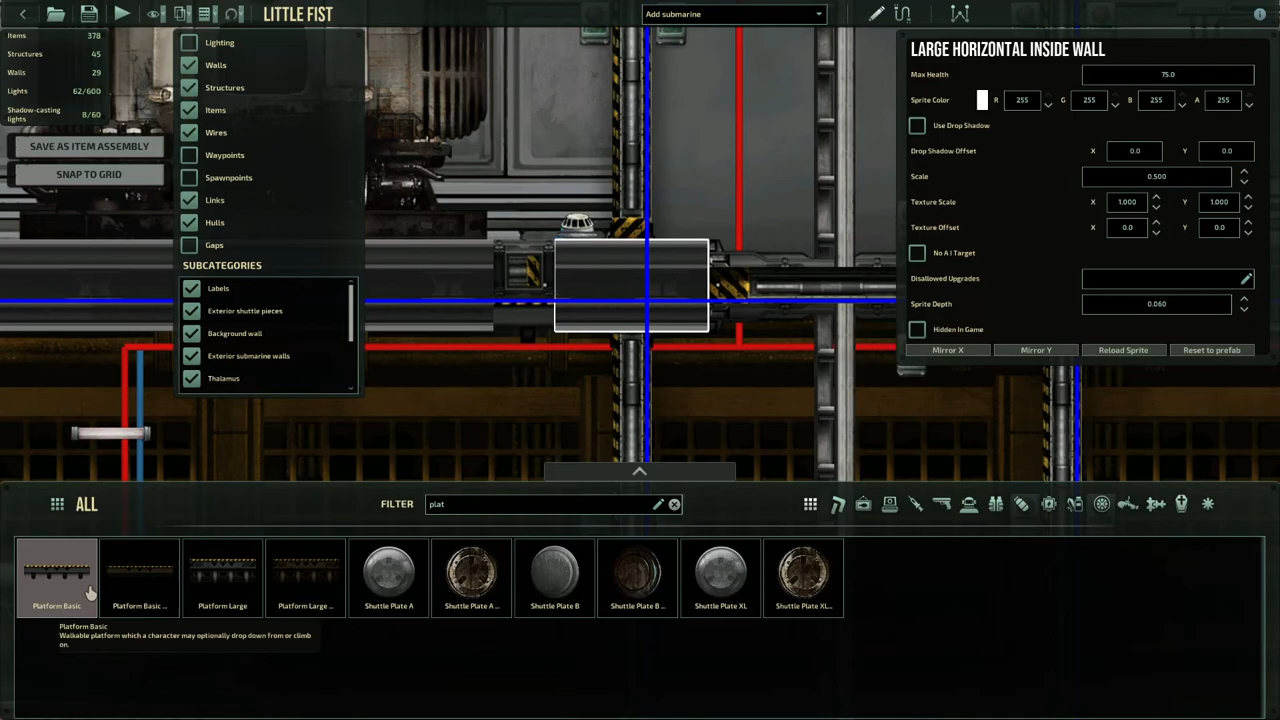 LITTLE FIST
Add submarine
Items 378
Structures 45
Walls 29
Lights 62/600
Shadow-casting
lights 8/60
SAVE AS ITEM ASSEMBLY
SNAP TO GRID
Lighting
Walls
Structures
Items
Wires
Waypoints
Spawnpoints
Links
Hulls
Gaps
SUBCATEGORIES
Labels
Exterior shuttle pieces
Background wall
Exterior submarine walls
Thalamus
LARGE HORIZONTAL INSIDE WALL
Max Health 75.0
Sprite Color R 255 G 255 B 255 A 255
Use Drop Shadow
Drop Shadow Offset X 0.0 Y 0.0
Scale 0.500
Texture Scale X 1.000 Y 1.000
Texture Offset X 0.0 Y 0.0
No A I Target
Disallowed Upgrades
Sprite Depth 0.060
Hidden In Game
Mirror X Mirror Y Reload Sprite Reset to prefab
ALL FILTER plat
Platform Basic Platform Basic ... Platform Large Platform Large ... Shuttle Plate A Shuttle Plate A ... Shuttle Plate B Shuttle Plate B ... Shuttle Plate XL Shuttle Plate XL...
Platform Basic
Walkable platform which a character may optionally drop down from or climb
on.